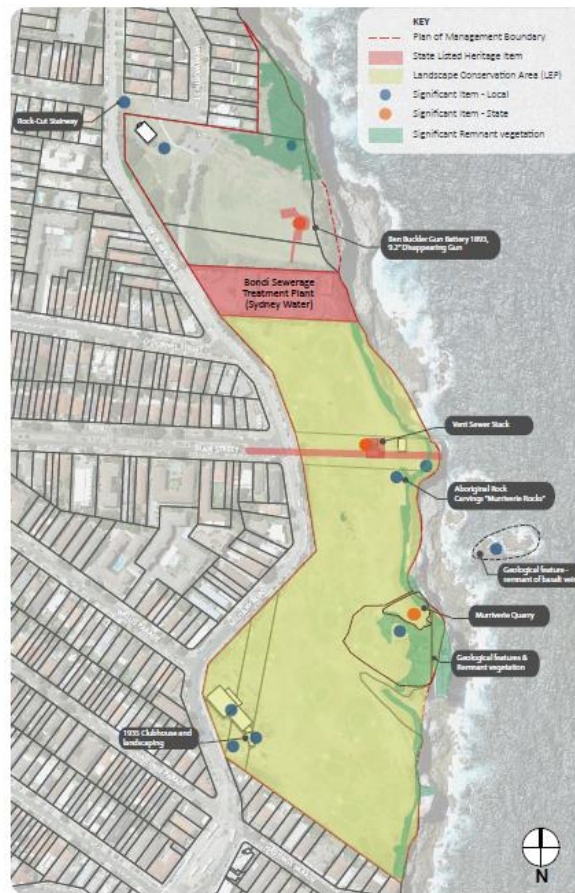 KEY
Plan of Management Boundary
State Listed Heritage Item
Landscape Conservation Area (LEP)
Significant Item - Local
Significant Item - State
Significant Remnant vegetation
Rock-Cut Stairway
Ben Buckler Gun Battery 1893,
9.2" Disappearing Gun
Bondi Sewerage
Treatment Plant
(Sydney Water)
Vent Sewer Stack
BLAIR STREET
Aboriginal Rock
Carvings "Murriverie Rocks"
Geological feature -
remnant of basalt vein
Murriverie Quarry
Geological features &
Remnant vegetation
1935 Clubhouse and
landscaping
N